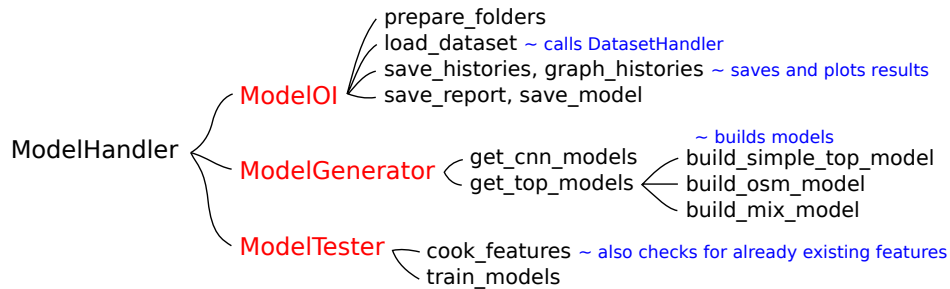 prepare_folders
load_dataset ~ calls DatasetHandler
save_histories, graph_histories ~ saves and plots results
ModelOI
save_report, save_model
~ builds models
ModelHandler
get_cnn_models
build_simple_top_model
ModelGenerator
get_top_models
build_osm_model
build_mix_model
ModelTester
cook_features ~ also checks for already existing features
train_models